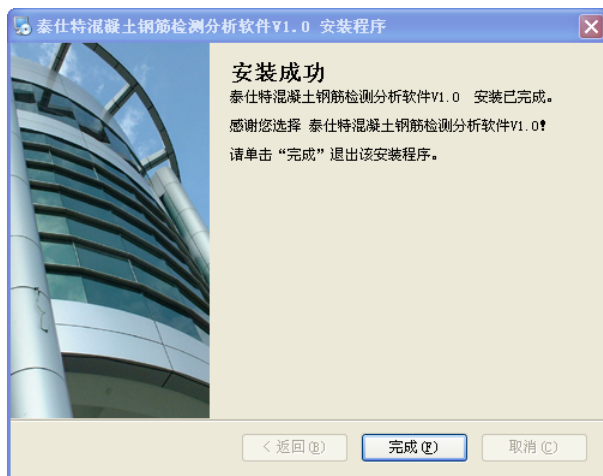 泰仕特混凝土钢筋检测分析软件V1.0 安装程序
安装成功
泰仕特混凝土钢筋检测分析软件V1.0 安装已完成。
感谢您选择 泰仕特混凝土钢筋检测分析软件V1.0!
请单击“完成”退出该安装程序。
< 返回(B) 完成(F) 取消(C)